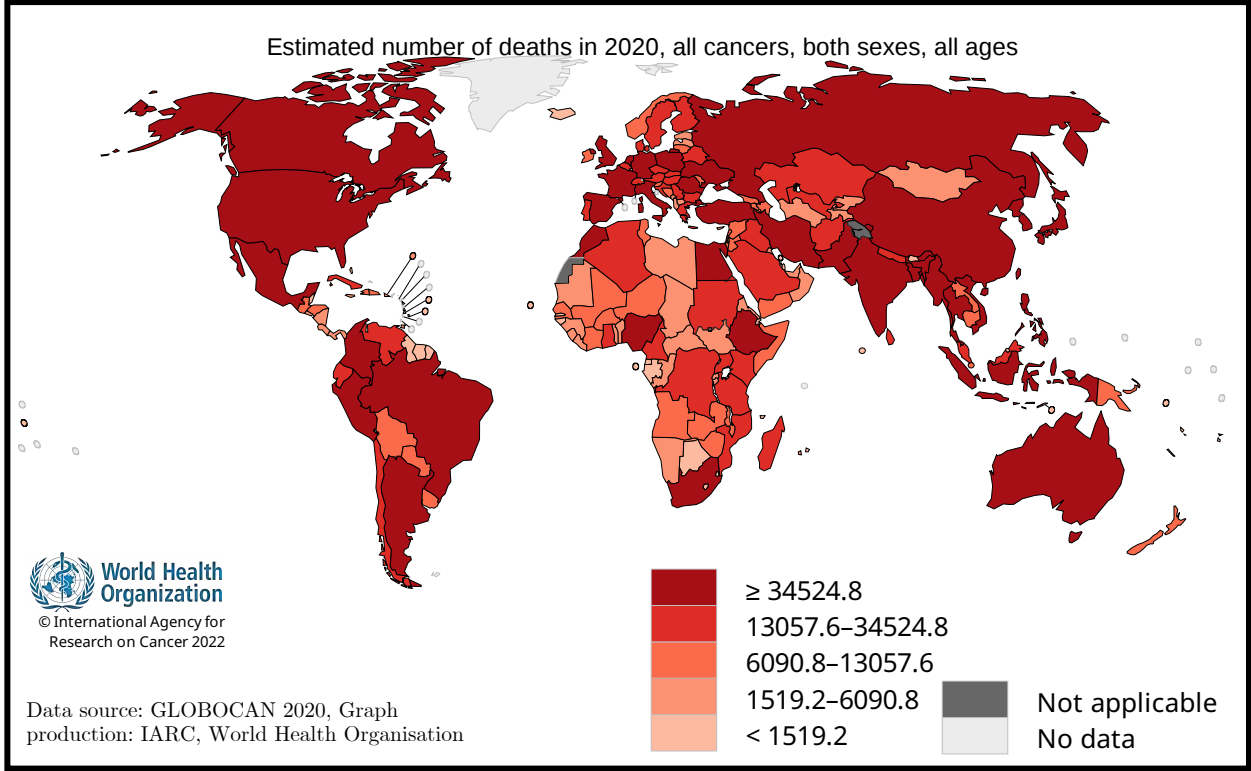 Estimated number of deaths in 2020, all cancers, both sexes, all ages
World Health
Organization
© International Agency for
Research on Cancer 2022
Data source: GLOBOCAN 2020, Graph
production: IARC, World Health Organisation
≥ 34524.8
13057.6–34524.8
6090.8–13057.6
1519.2–6090.8
< 1519.2
Not applicable
No data